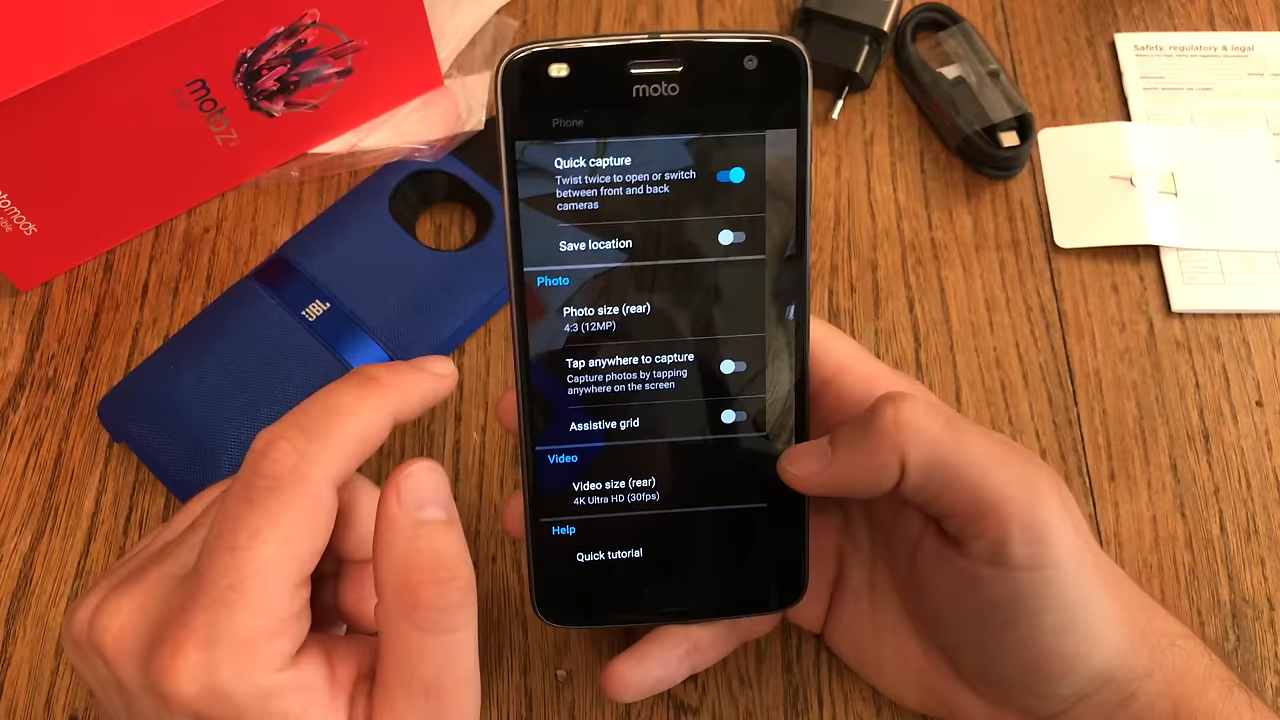 moto z²
moto mods
JBL
moto
Phone
Quick capture
Twist twice to open or switch
between front and back
cameras
Save location
Photo
Photo size (rear)
4:3 (12MP)
Tap anywhere to capture
Capture photos by tapping
anywhere on the screen
Assistive grid
Video
Video size (rear)
4K Ultra HD (30fps)
Help
Quick tutorial
Safety, regulatory & legal